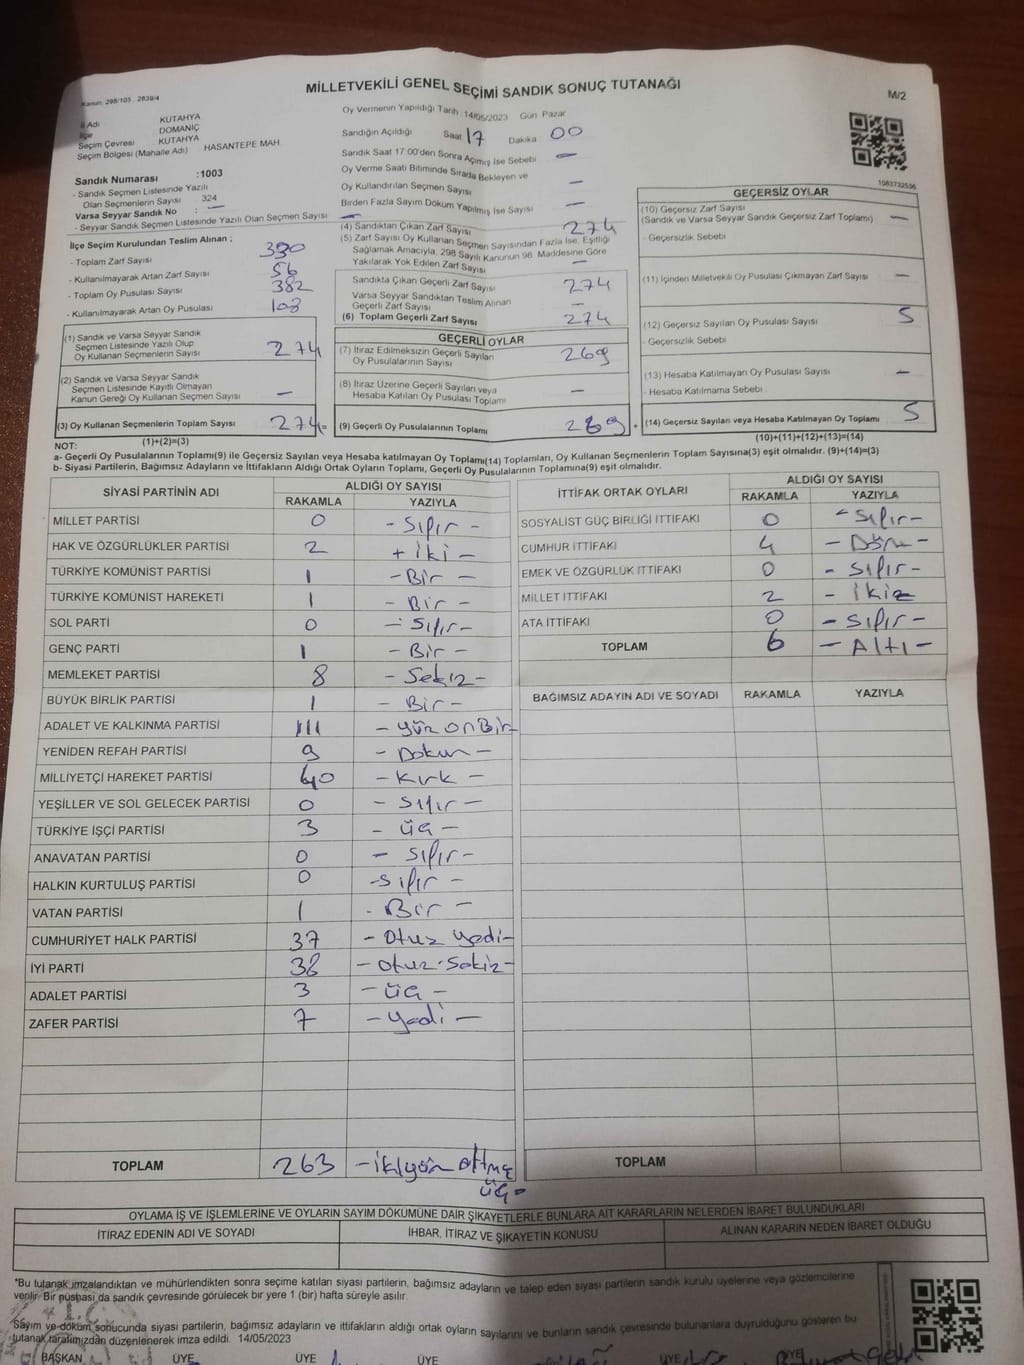 MİLLETVEKİLİ GENEL SEÇİMİ SANDIK SONUÇ TUTANAĞI
Kanun: 298/105 , 2839/4
M/2
İl Adı KÜTAHYA
İlçe DOMANİÇ
Seçim Çevresi KÜTAHYA
Seçim Bölgesi (Mahalle Adı) HASANTEPE MAH
Oy Vermenin Yapıldığı Tarih 14/05/2023 Gün Pazar
Sandığın Açıldığı Saat 17 Dakika 00
Sandık Saat 17:00'den Sonra Açmış İse Sebebi —
Oy Verme Saati Bitiminde Sırada Bekleyen ve
Oy Kullandırılan Seçmen Sayısı —
Birden Fazla Sayım Döküm Yapılmış İse Sayısı —
Sandık Numarası :1003
- Sandık Seçmen Listesinde Yazılı
Olan Seçmenlerin Sayısı 324
Varsa Seyyar Sandık No : —
- Seyyar Sandık Seçmen Listesinde Yazılı Olan Seçmen Sayısı —
İlçe Seçim Kurulundan Teslim Alınan ;
- Toplam Zarf Sayısı 330
- Kullanılmayarak Artan Zarf Sayısı 56
- Toplam Oy Pusulası Sayısı 382
- Kullanılmayarak Artan Oy Pusulası 108
(1) Sandık ve Varsa Seyyar Sandık
Seçmen Listesinde Yazılı Olup
Oy Kullanan Seçmenlerin Sayısı 274
(2) Sandık ve Varsa Seyyar Sandık
Seçmen Listesinde Kayıtlı Olmayan
Kanun Gereği Oy Kullanan Seçmen Sayısı —
(3) Oy Kullanan Seçmenlerin Toplam Sayısı 274
(1)+(2)=(3)
(4) Sandıktan Çıkan Zarf Sayısı 274
(5) Zarf Sayısı Oy Kullanan Seçmen Sayısından Fazla İse, Eşitliği
Sağlamak Amacıyla, 298 Sayılı Kanunun 98. Maddesine Göre
Yakılarak Yok Edilen Zarf Sayısı —
Sandıkta Çıkan Geçerli Zarf Sayısı 274
Varsa Seyyar Sandıktan Teslim Alınan
Geçerli Zarf Sayısı —
(6) Toplam Geçerli Zarf Sayısı 274
GEÇERLİ OYLAR
(7) İtiraz Edilmeksizin Geçerli Sayılan
Oy Pusulalarının Sayısı 269
(8) İtiraz Üzerine Geçerli Sayılan veya
Hesaba Katılan Oy Pusulası Toplamı —
= (9) Geçerli Oy Pusulalarının Toplamı 269 +
1083732556
GEÇERSİZ OYLAR
(10) Geçersiz Zarf Sayısı
(Sandık ve Varsa Seyyar Sandık Geçersiz Zarf Toplamı) —
- Geçersizlik Sebebi
(11) İçinden Milletvekili Oy Pusulası Çıkmayan Zarf Sayısı —
(12) Geçersiz Sayılan Oy Pusulası Sayısı 5
- Geçersizlik Sebebi
(13) Hesaba Katılmayan Oy Pusulası Sayısı —
- Hesaba Katılmama Sebebi
(14) Geçersiz Sayılan veya Hesaba Katılmayan Oy Toplamı 5
(10)+(11)+(12)+(13)=(14)
NOT:
a- Geçerli Oy Pusulasının Toplamı(9) ile Geçersiz Sayılan veya Hesaba katılmayan Oy Toplamı(14) Toplamları, Oy Kullanan Seçmenlerin Toplam Sayısına(3) eşit olmalıdır. (9)+(14)=(3)
b- Siyasi Partilerin, Bağımsız Adayların ve İttifakların Aldığı Ortak Oyların Toplamı, Geçerli Oy Pusulalarının Toplamına(9) eşit olmalıdır.
SİYASİ PARTİNİN ADI ALDIĞI OY SAYISI
RAKAMLA YAZIYLA
MİLLET PARTİSİ 0 - Sıfır -
HAK VE ÖZGÜRLÜKLER PARTİSİ 2 - iki -
TÜRKİYE KOMÜNİST PARTİSİ 1 - Bir -
TÜRKİYE KOMÜNİST HAREKETİ 1 - Bir -
SOL PARTİ 0 - Sıfır -
GENÇ PARTİ 1 - Bir -
MEMLEKET PARTİSİ 8 - Sekiz -
BÜYÜK BİRLİK PARTİSİ 1 - Bir -
ADALET VE KALKINMA PARTİSİ 111 - Yüz onBir -
YENİDEN REFAH PARTİSİ 9 - Dokuz -
MİLLİYETÇİ HAREKET PARTİSİ 40 - Kırk -
YEŞİLLER VE SOL GELECEK PARTİSİ 0 - Sıfır -
TÜRKİYE İŞÇİ PARTİSİ 3 - üç -
ANAVATAN PARTİSİ 0 - Sıfır -
HALKIN KURTULUŞ PARTİSİ 0 - Sıfır -
VATAN PARTİSİ 1 - Bir -
CUMHURİYET HALK PARTİSİ 37 - Otuz yedi -
İYİ PARTİ 38 - Otuz Sekiz -
ADALET PARTİSİ 3 - üç -
ZAFER PARTİSİ 7 - yedi -
TOPLAM 263 - ikiyüz altmış üç -
İTTİFAK ORTAK OYLARI ALDIĞI OY SAYISI
RAKAMLA YAZIYLA
SOSYALİST GÜÇ BİRLİĞİ İTTİFAKI 0 - Sıfır -
CUMHUR İTTİFAKI 4 - Dört -
EMEK VE ÖZGÜRLÜK İTTİFAKI 0 - Sıfır -
MİLLET İTTİFAKI 2 - iki -
ATA İTTİFAKI 0 - Sıfır -
TOPLAM 6 - Altı -
BAĞIMSIZ ADAYIN ADI VE SOYADI RAKAMLA YAZIYLA
TOPLAM
OYLAMA İŞ VE İŞLEMLERİNE VE OYLARIN SAYIM DÖKÜMÜNE DAİR ŞİKAYETLERLE BUNLARA AİT KARARLARIN NELERDEN İBARET BULUNDUKLARI
İTİRAZ EDENİN ADI VE SOYADI İHBAR, İTİRAZ VE ŞİKAYETİN KONUSU ALINAN KARARIN NEDEN İBARET OLDUĞU
*Bu tutanak imzalandıktan ve mühürlendikten sonra seçime katılan siyasi partilerin, bağımsız adayların ve talep eden siyasi partilerin sandık kurulu üyelerine veya gözlemcilerine
verilir. Bir nüshası da sandık çevresinde görülecek bir yere 1 (bir) hafta süreyle asılır.
Sayım ve döküm sonucunda siyasi partilerin, bağımsız adayların ve ittifakların aldığı ortak oyların sayılarını ve bunların sandık çevresinde bulunanlara duyrulduğunu gösteren bu
tutanak tarafımızdan düzenlenerek imza edildi. 14/05/2023
BAŞKAN ÜYE ÜYE ÜYE ÜYE ÜYE